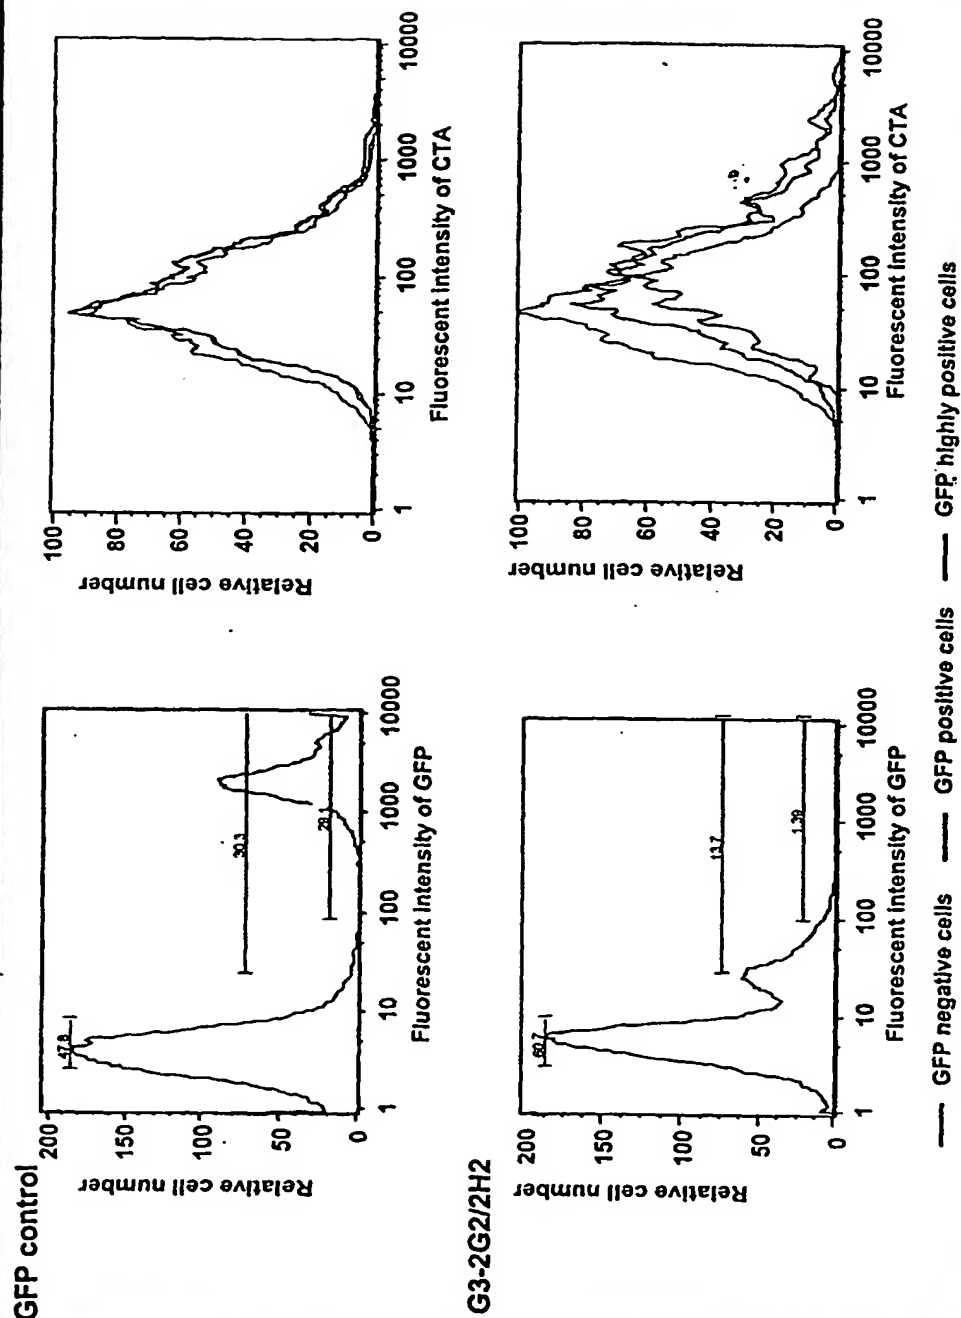 GFP control
Relative cell number
200
150
100
50
0
47.8
30.3
1 10 100 1000 10000
Fluorescent intensity of GFP
Relative cell number
100
80
60
40
20
0
1 10 100 1000 10000
Fluorescent intensity of CTA
G3-2G2/2H2
Relative cell number
200
150
100
50
0
60.7
13.7
1.39
1 10 100 1000 10000
Fluorescent intensity of GFP
Relative cell number
100
80
60
40
20
0
1 10 100 1000 10000
Fluorescent intensity of CTA
GFP negative cells GFP positive cells GFP highly positive cells